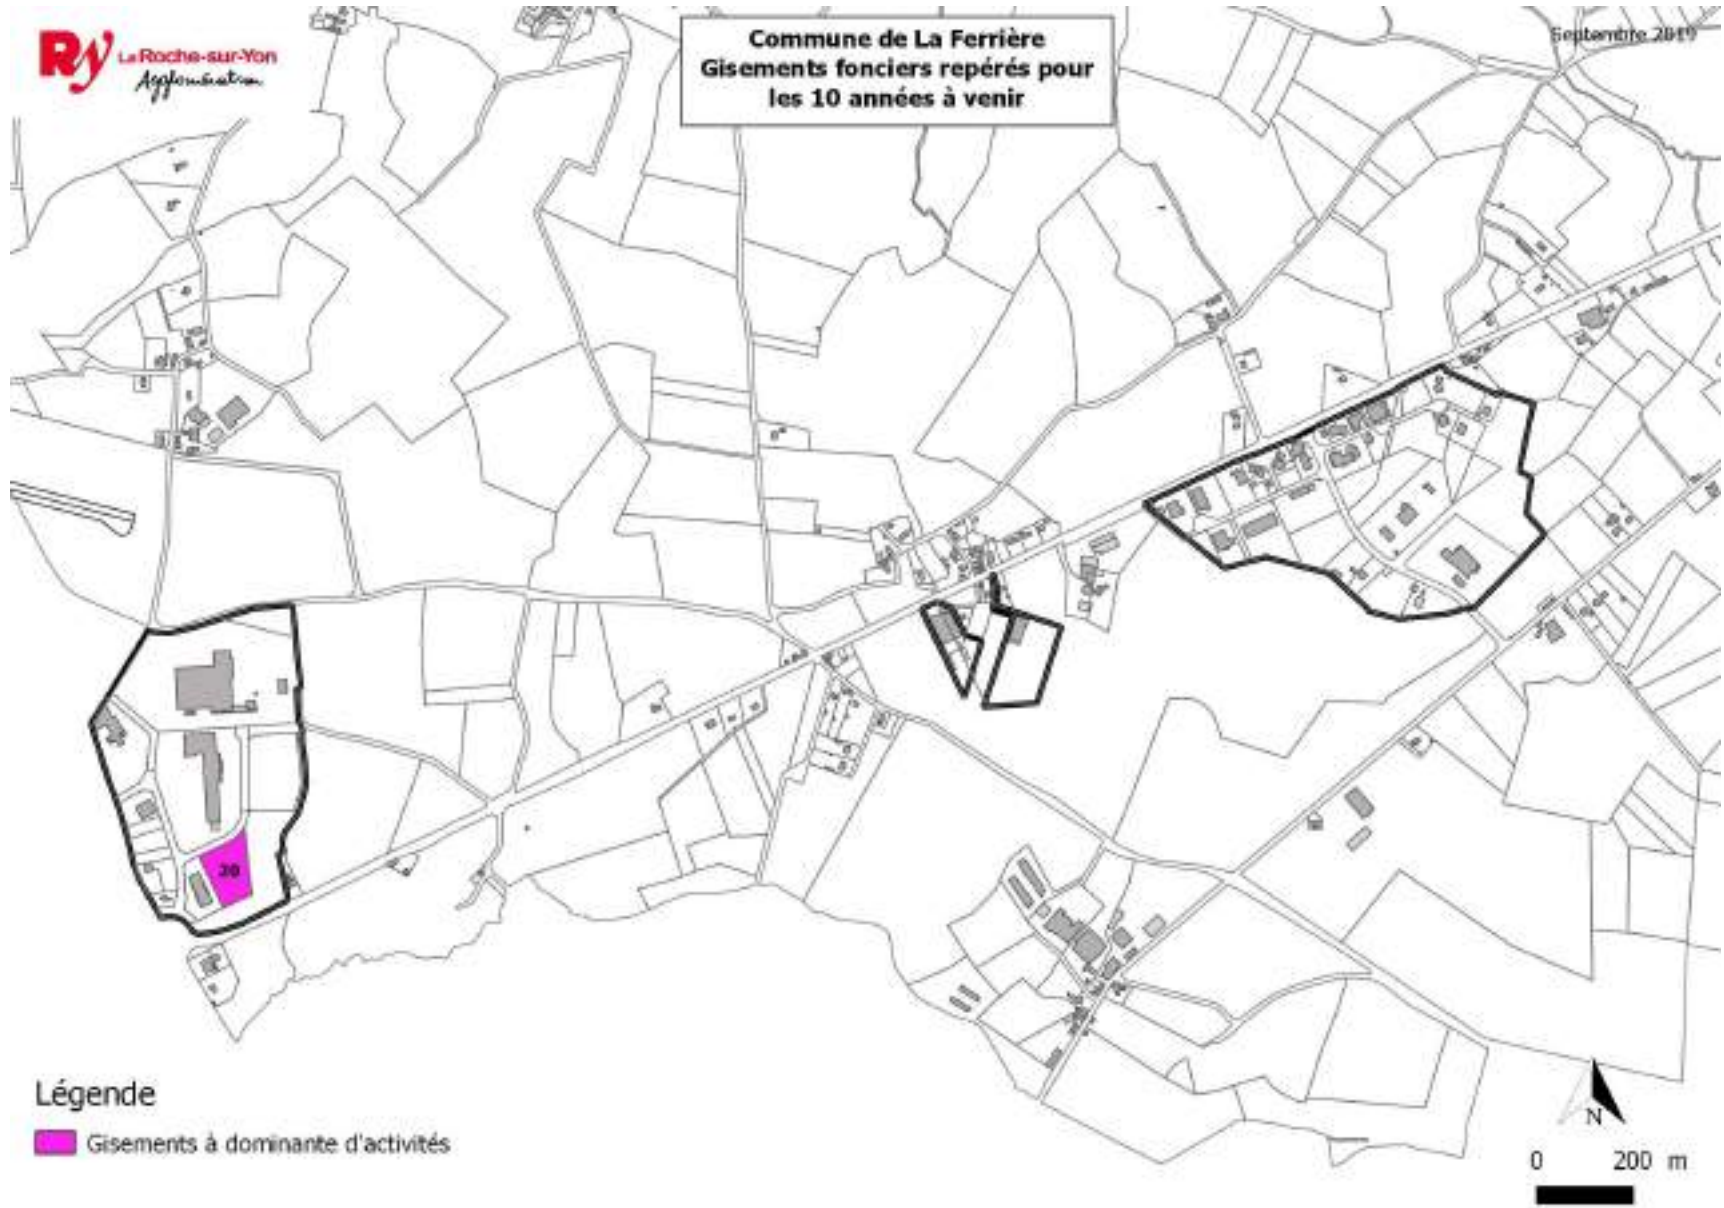 Ry La Roche-sur-Yon
Agglomération
Commune de La Ferrière
Gisements fonciers repérés pour
les 10 années à venir
Septembre 2019
20
Légende
Gisements à dominante d'activités
N
0 200 m